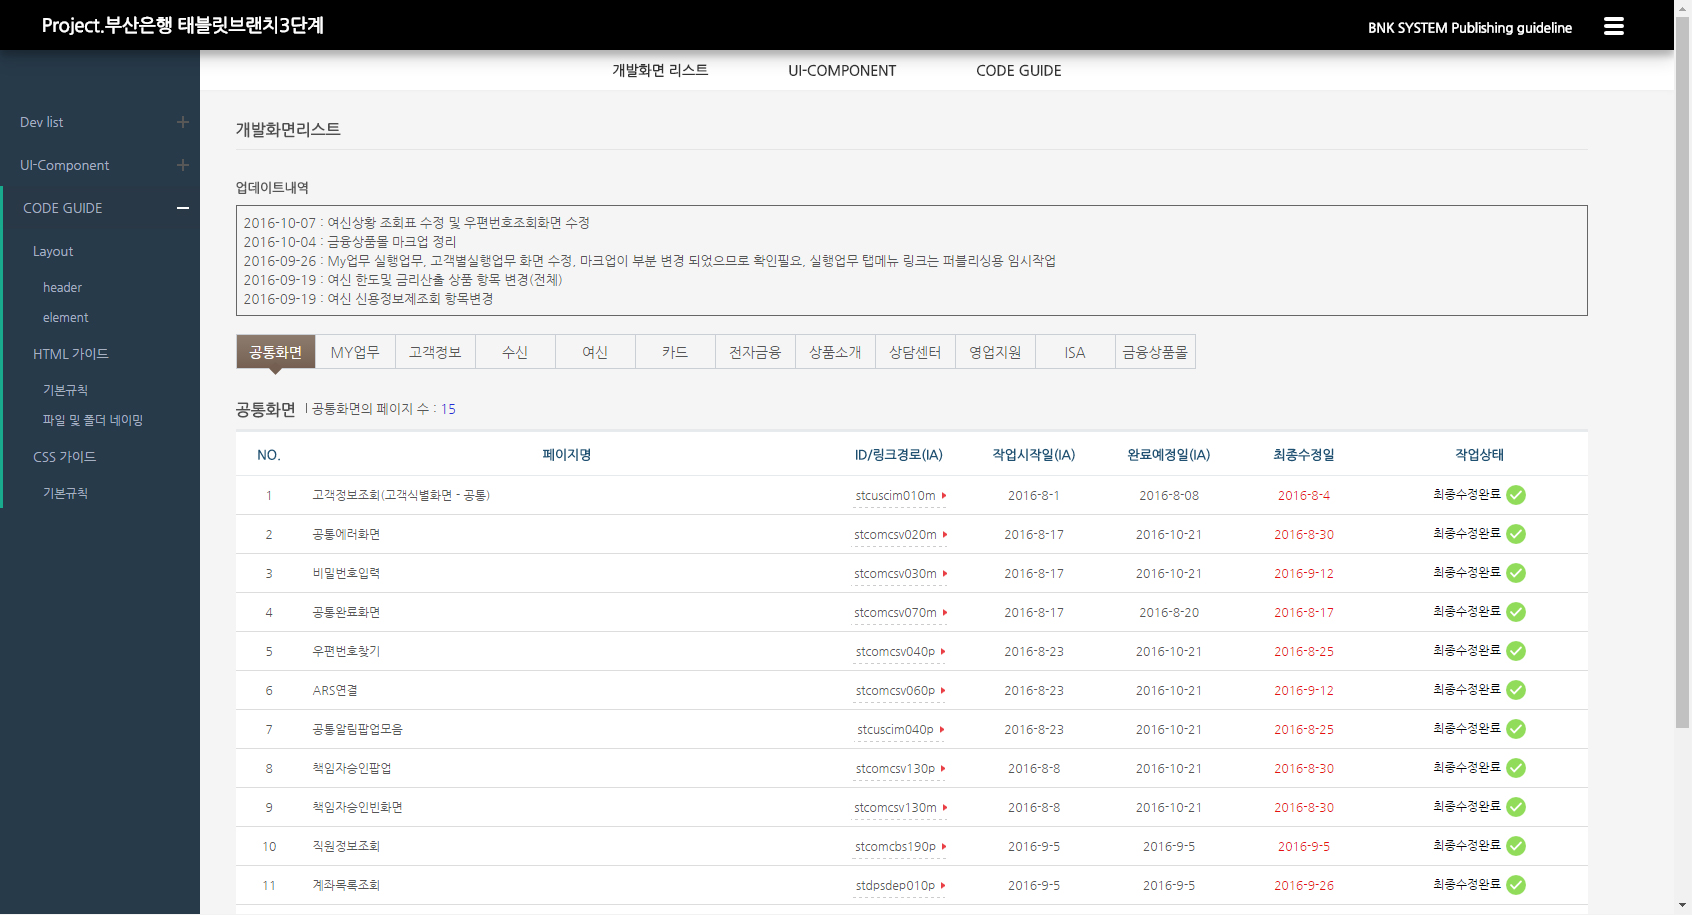 Project.부산은행 태블릿브랜치3단계
BNK SYSTEM Publishing guideline
개발화면 리스트 UI-COMPONENT CODE GUIDE
Dev list
UI-Component
CODE GUIDE
Layout
header
element
HTML 가이드
기본규칙
파일 및 폴더 네이밍
CSS 가이드
기본규칙
개발화면리스트
업데이트내역
2016-10-07 : 여신상황 조회표 수정 및 우편번호조회화면 수정
2016-10-04 : 금융상품몰 마크업 정리
2016-09-26 : My업무 실행업무, 고객별실행업무 화면 수정, 마크업이 부분 변경 되었으므로 확인필요, 실행업무 탭메뉴 링크는 퍼블리싱용 임시작업
2016-09-19 : 여신 한도및 금리산출 상품 항목 변경(전체)
2016-09-19 : 여신 신용정보제조회 항목변경
공통화면 MY업무 고객정보 수신 여신 카드 전자금융 상품소개 상담센터 영업지원 ISA 금융상품몰
공통화면 | 공통화면의 페이지 수 : 15
NO. 페이지명 ID/링크경로(IA) 작업시작일(IA) 완료예정일(IA) 최종수정일 작업상태
1 고객정보조회(고객식별화면 - 공통) stcuscim010m 2016-8-1 2016-8-08 2016-8-4 최종수정완료
2 공통에러화면 stcomcsv020m 2016-8-17 2016-10-21 2016-8-30 최종수정완료
3 비밀번호입력 stcomcsv030m 2016-8-17 2016-10-21 2016-9-12 최종수정완료
4 공통완료화면 stcomcsv070m 2016-8-17 2016-8-20 2016-8-17 최종수정완료
5 우편번호찾기 stcomcsv040p 2016-8-23 2016-10-21 2016-8-25 최종수정완료
6 ARS연결 stcomcsv060p 2016-8-23 2016-10-21 2016-9-12 최종수정완료
7 공통알림팝업모음 stcuscim040p 2016-8-23 2016-10-21 2016-8-25 최종수정완료
8 책임자승인팝업 stcomcsv130p 2016-8-8 2016-10-21 2016-8-30 최종수정완료
9 책임자승인빈화면 stcomcsv130m 2016-8-8 2016-10-21 2016-8-30 최종수정완료
10 직원정보조회 stcomcbs190p 2016-9-5 2016-9-5 2016-9-5 최종수정완료
11 계좌목록조회 stdpsdep010p 2016-9-5 2016-9-5 2016-9-26 최종수정완료